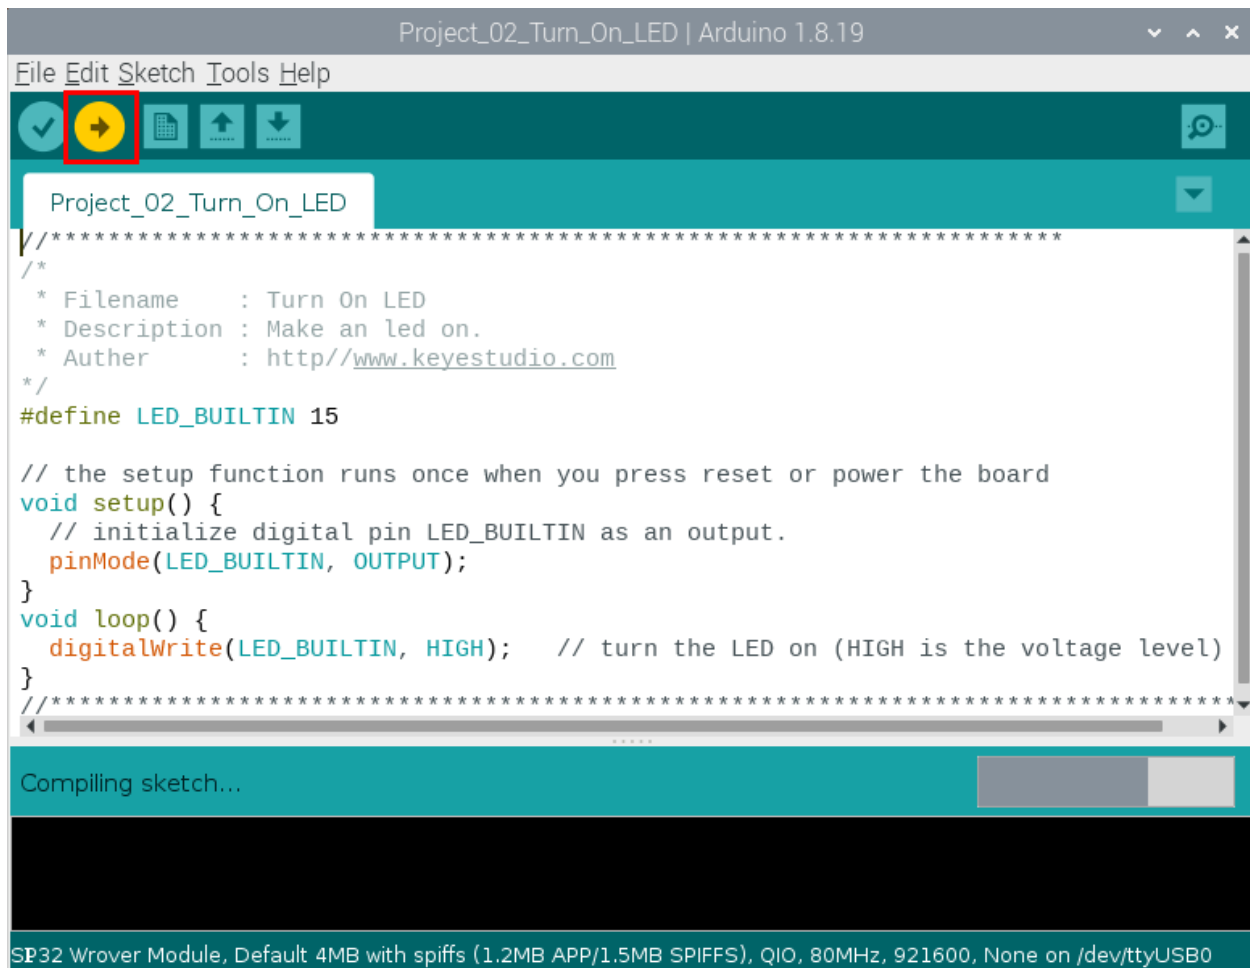 Project_02_Turn_On_LED | Arduino 1.8.19
File Edit Sketch Tools Help
Project_02_Turn_On_LED
//**********************************************************************
/*
 * Filename    : Turn On LED
 * Description : Make an led on.
 * Auther      : http//www.keyestudio.com
*/
#define LED_BUILTIN 15
// the setup function runs once when you press reset or power the board
void setup() {
  // initialize digital pin LED_BUILTIN as an output.
  pinMode(LED_BUILTIN, OUTPUT);
}
void loop() {
  digitalWrite(LED_BUILTIN, HIGH);   // turn the LED on (HIGH is the voltage level)
}
//**********************************************************************************
Compiling sketch...
SP32 Wrover Module, Default 4MB with spiffs (1.2MB APP/1.5MB SPIFFS), QIO, 80MHz, 921600, None on /dev/ttyUSB0